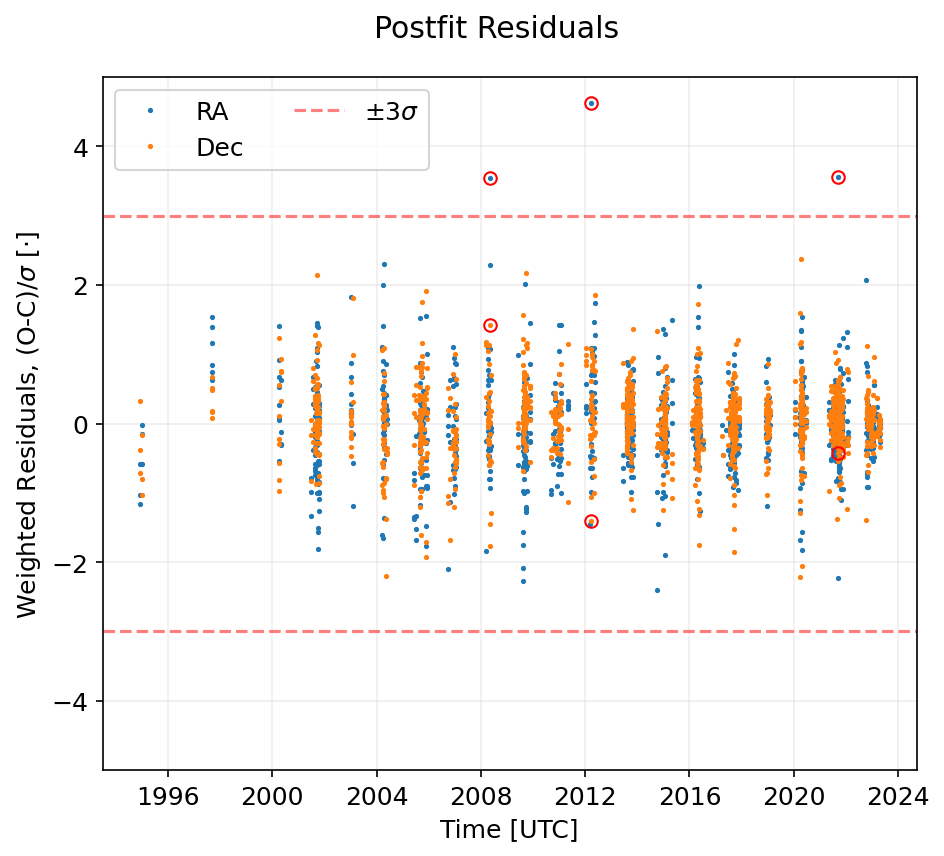 Postfit Residuals
RA
Dec
±3σ
Weighted Residuals, (O-C)/σ [·]
4
2
0
−2
−4
1996 2000 2004 2008 2012 2016 2020 2024
Time [UTC]